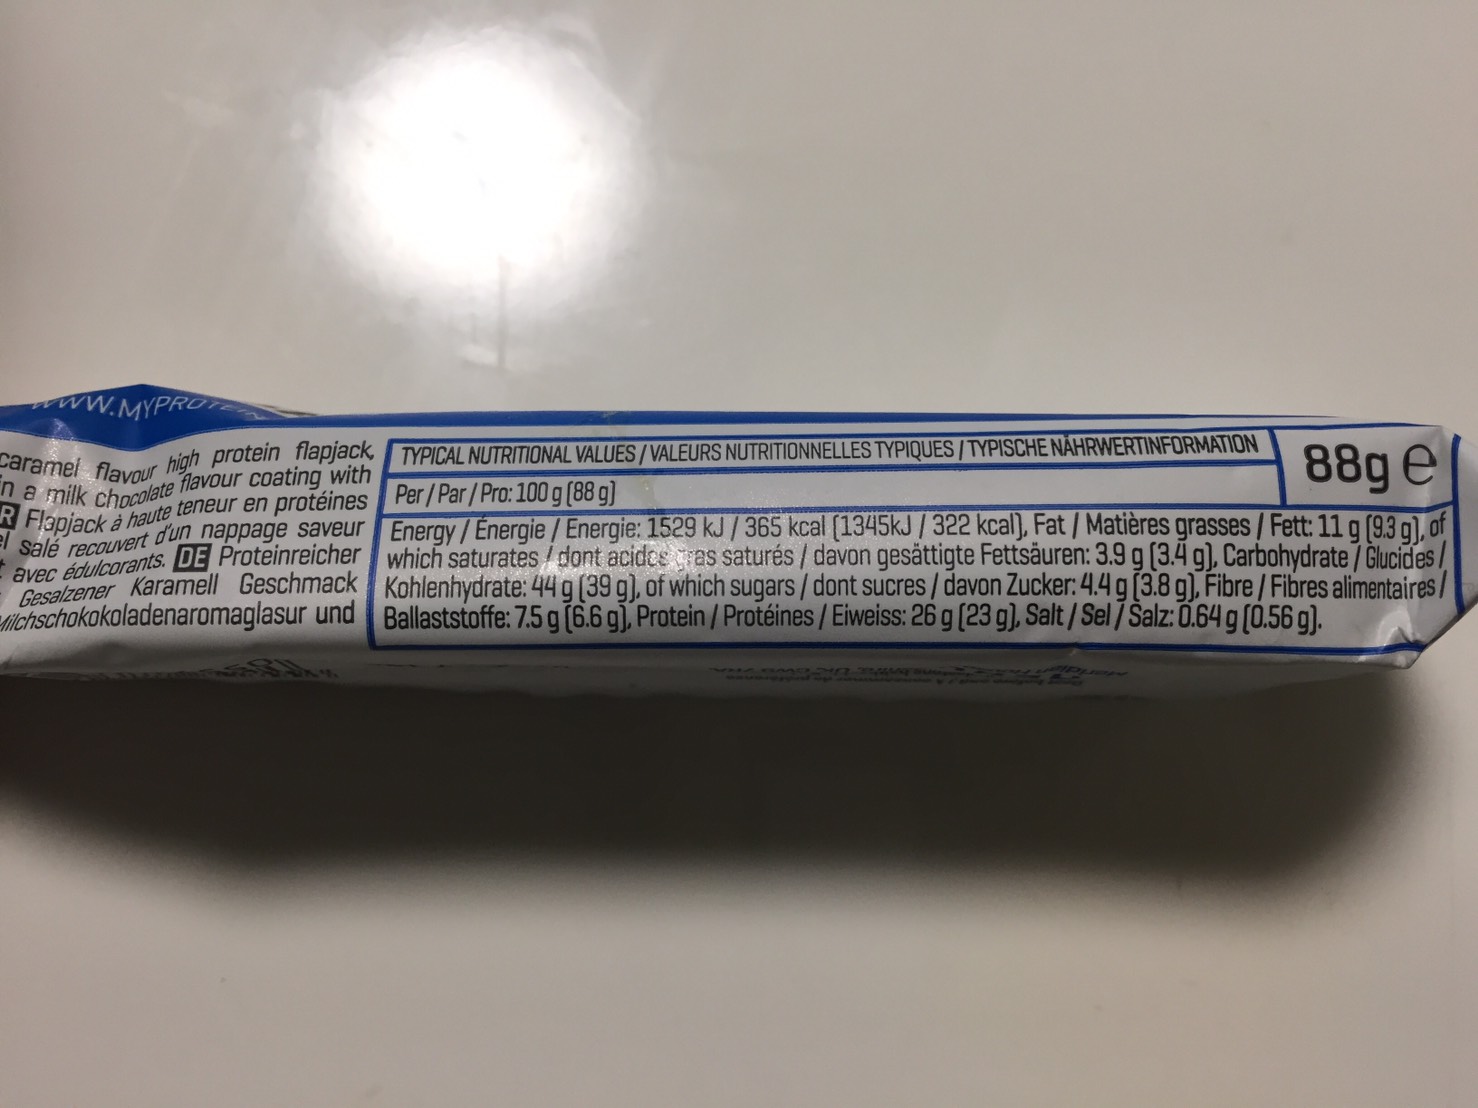 WWW.MYPROTEIN
caramel flavour high protein flapjack,
in a milk chocolate flavour coating with
FR Flapjack à haute teneur en protéines
salé recouvert d'un nappage saveur
avec édulcorants. DE Proteinreicher
Gesalzener Karamell Geschmack
Milchschokokoladenaromaglasur und
TYPICAL NUTRITIONAL VALUES / VALEURS NUTRITIONNELLES TYPIQUES / TYPISCHE NÄHRWERTINFORMATION
88g e
Per / Par / Pro: 100 g (88 g)
Energy / Énergie / Energie: 1529 kJ / 365 kcal (1345kJ / 322 kcal), Fat / Matières grasses / Fett: 11 g (9.3 g), of
which saturates / dont acides gras saturés / davon gesättigte Fettsäuren: 3.9 g (3.4 g), Carbohydrate / Glucides /
Kohlenhydrate: 44 g (39 g), of which sugars / dont sucres / davon Zucker: 4.4 g (3.8 g), Fibre / Fibres alimentaires /
Ballaststoffe: 7.5 g (6.6 g), Protein / Protéines / Eiweiss: 26 g (23 g), Salt / Sel / Salz: 0.64 g (0.56 g).